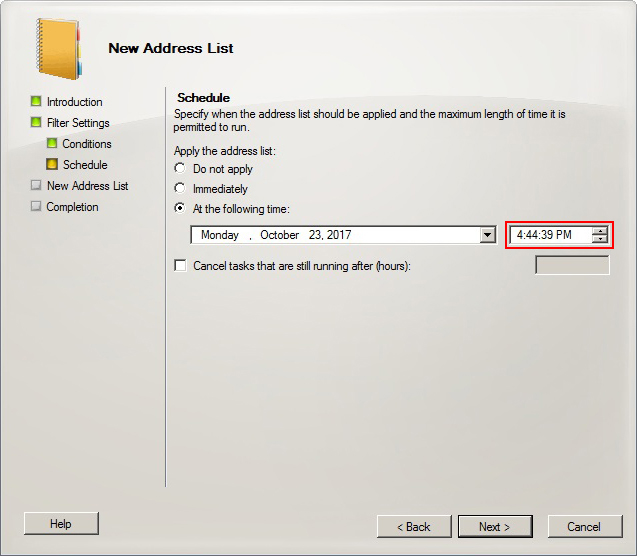 New Address List
Introduction
Filter Settings
Conditions
Schedule
New Address List
Completion
Schedule
Specify when the address list should be applied and the maximum length of time it is
permitted to run.
Apply the address list:
Do not apply
Immediately
At the following time:
Monday , October 23, 2017
4:44:39 PM
Cancel tasks that are still running after (hours):
Help
< Back
Next >
Cancel